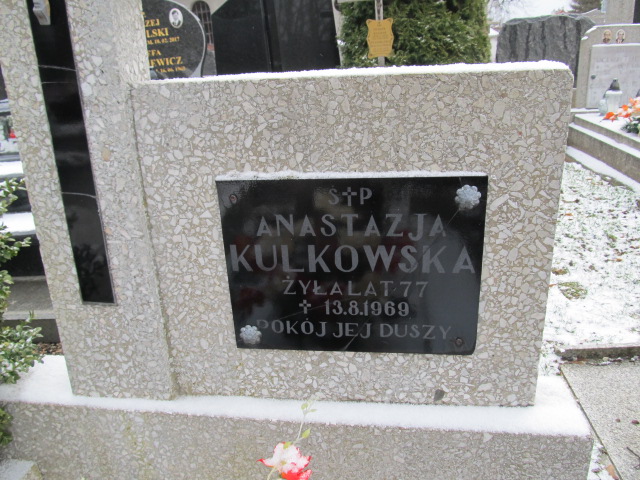 S✝P
ANASTAZJA
KULKOWSKA
ŻYŁA LAT 77
✝ 13.8.1969
POKÓJ JEJ DUSZY